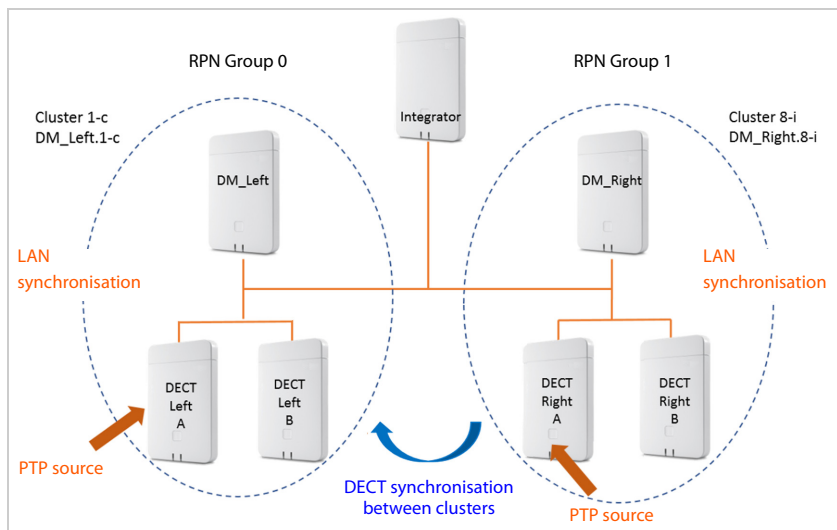 RPN Group 0
RPN Group 1
Integrator
Cluster 1-c
DM_Left.1-c
Cluster 8-i
DM_Right.8-i
DM_Left
DM_Right
LAN
synchronisation
LAN
synchronisation
DECT
Left
A
DECT
Left
B
DECT
Right
A
DECT
Right
B
PTP source
DECT synchronisation
between clusters
PTP source